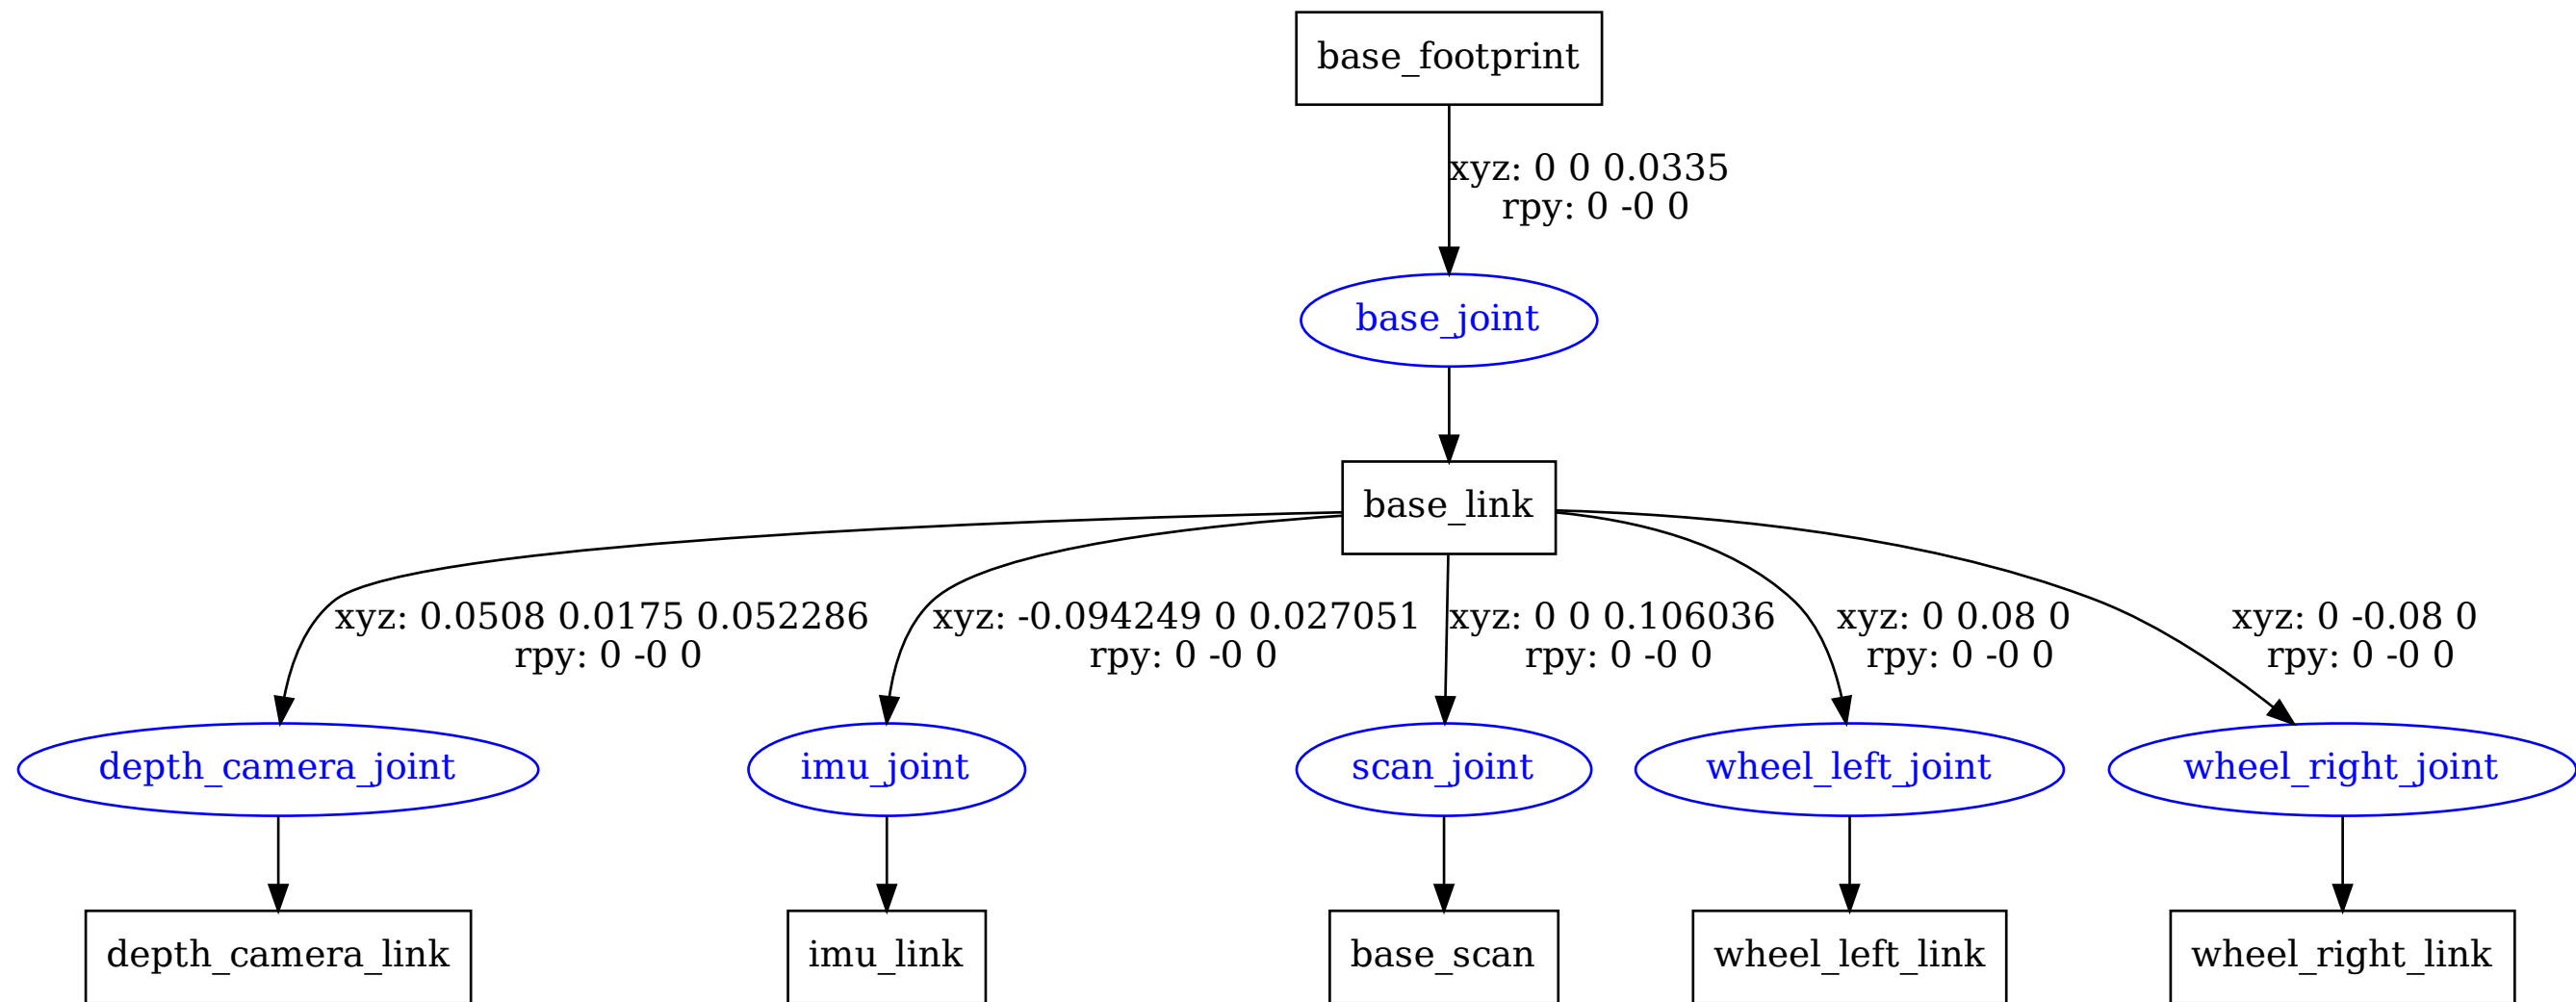 base_footprint
xyz: 0 0 0.0335
rpy: 0 -0 0
base_joint
base_link
xyz: 0.0508 0.0175 0.052286
rpy: 0 -0 0
xyz: -0.094249 0 0.027051
rpy: 0 -0 0
xyz: 0 0 0.106036
rpy: 0 -0 0
xyz: 0 0.08 0
rpy: 0 -0 0
xyz: 0 -0.08 0
rpy: 0 -0 0
depth_camera_joint
imu_joint
scan_joint
wheel_left_joint
wheel_right_joint
depth_camera_link
imu_link
base_scan
wheel_left_link
wheel_right_link